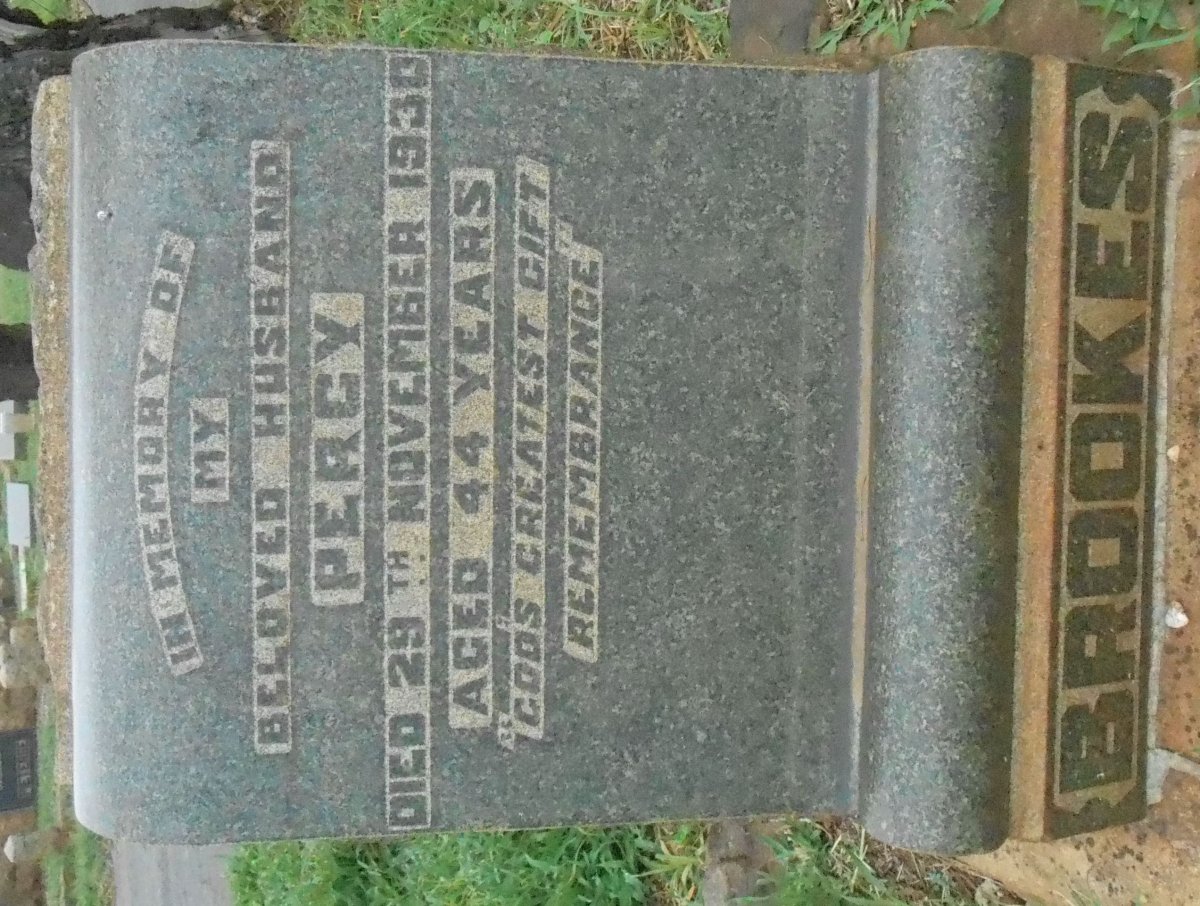 IN MEMORY OF
MY
BELOVED HUSBAND
PERCY
DIED 29TH NOVEMBER 1930
AGED 44 YEARS
"GOD'S GREATEST GIFT
REMEMBRANCE"
BROOKES